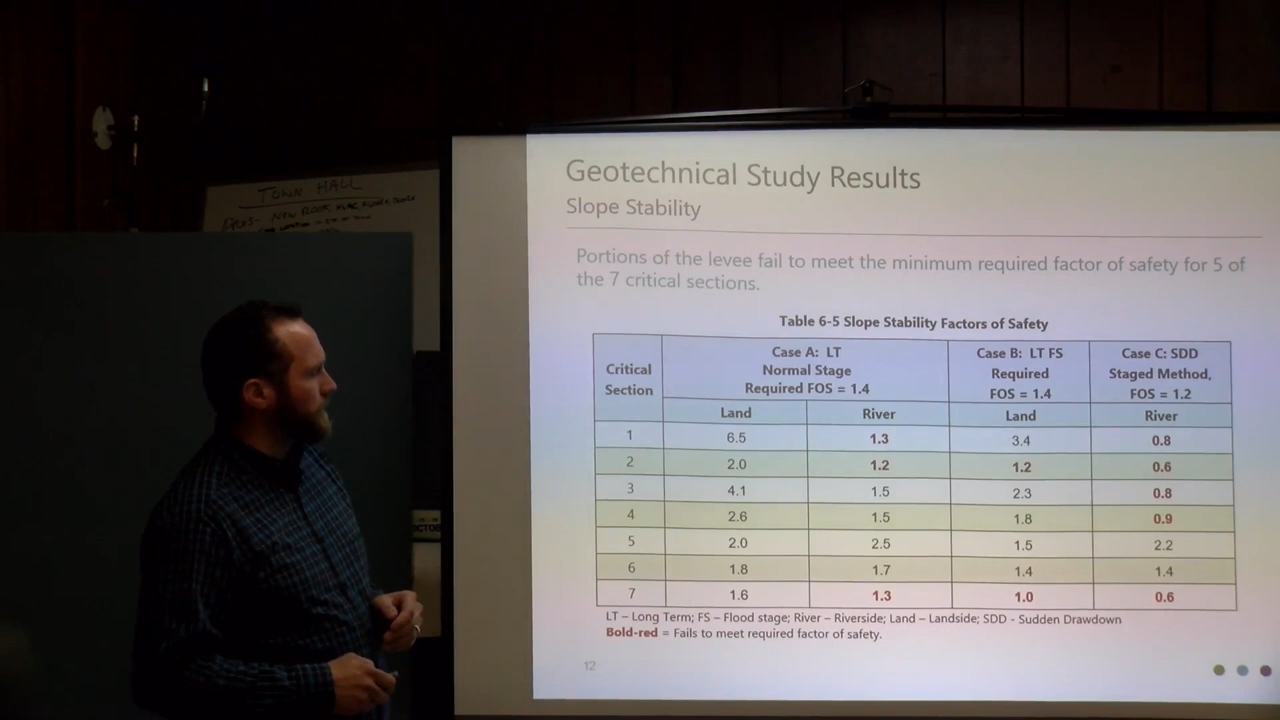 TOWN HALL
Geotechnical Study Results
Slope Stability
Portions of the levee fail to meet the minimum required factor of safety for 5 of
the 7 critical sections.
Table 6-5 Slope Stability Factors of Safety
Critical
Section
Case A: LT
Normal Stage
Required FOS = 1.4
Case B: LT FS
Required
FOS = 1.4
Case C: SDD
Staged Method,
FOS = 1.2
Land River Land River
1 6.5 1.3 3.4 0.8
2 2.0 1.2 1.2 0.6
3 4.1 1.5 2.3 0.8
4 2.6 1.5 1.8 0.9
5 2.0 2.5 1.5 2.2
6 1.8 1.7 1.4 1.4
7 1.6 1.3 1.0 0.6
LT – Long Term; FS – Flood stage; River – Riverside; Land – Landside; SDD - Sudden Drawdown
Bold-red = Fails to meet required factor of safety.
12